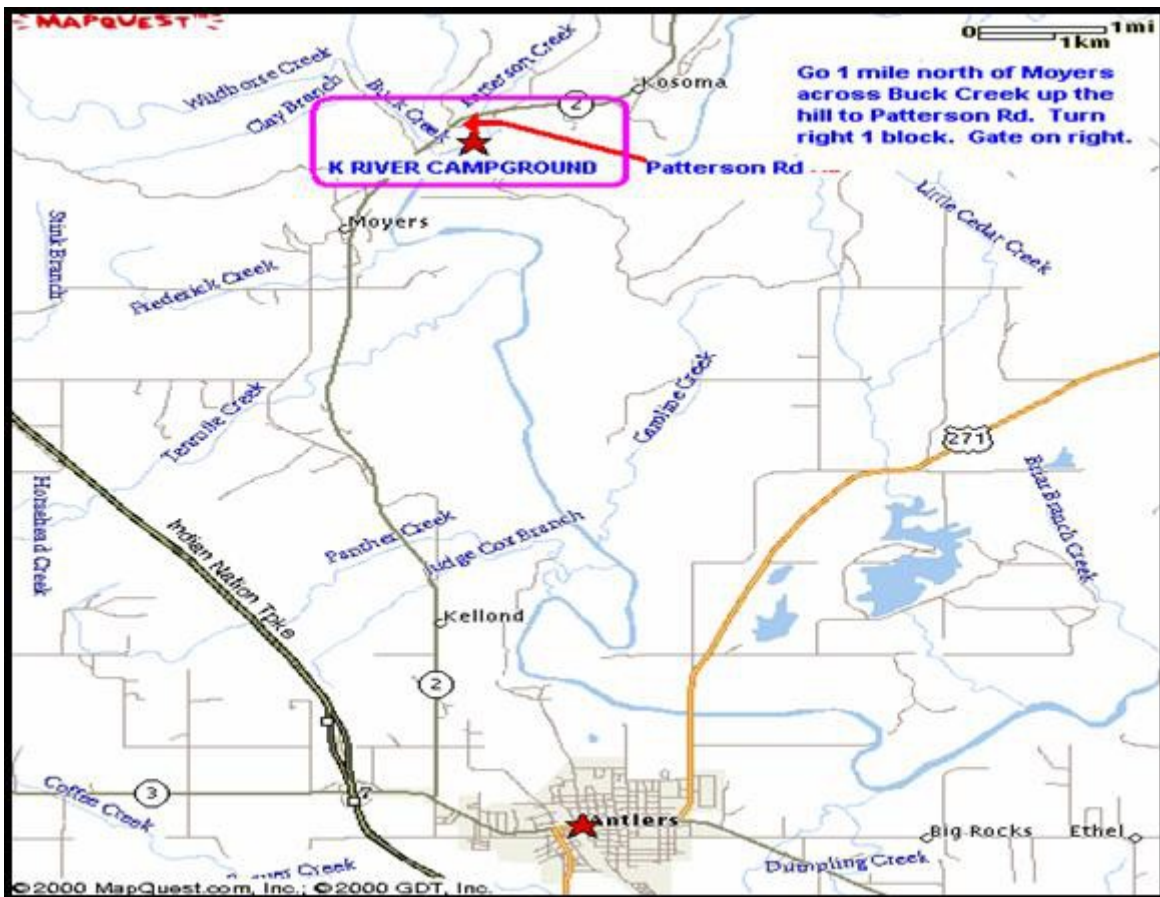 MAPQUEST
0 1mi
1km
Go 1 mile north of Moyers
across Buck Creek up the
hill to Patterson Rd. Turn
right 1 block. Gate on right.
Wildhorse Creek
Clay Branch
Buck Creek
Patterson Creek
Kosoma
2
K RIVER CAMPGROUND
Patterson Rd
Moyers
Stink Branch
Frederick Creek
Little Cedar Creek
Tenmile Creek
Caroline Creek
271
Briar Branch Creek
Horsehead Creek
Indian Nation Tpke
Panther Creek
Judge Cox Branch
Kellond
2
3
Coffee Creek
Antlers
Big Rocks
Ethel
Dumpling Creek
Creek
©2000 MapQuest.com, Inc.; ©2000 GDT, Inc.